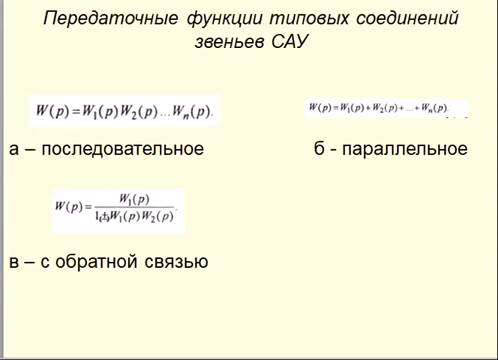 Передаточные функции типовых соединений
звеньев САУ
W(p)=W₁(p)W₂(p)...Wₙ(p).
W(p)=W₁(p)+W₂(p)+...+Wₙ(p).
а – последовательное
б - параллельное
W₁(p)
W(p)=
W₁(p)W₂(p)
в – с обратной связью